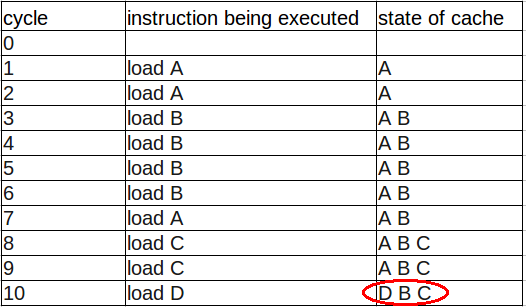 cycle instruction being executed state of cache
0
1 load A A
2 load A A
3 load B A B
4 load B A B
5 load B A B
6 load B A B
7 load A A B
8 load C A B C
9 load C A B C
10 load D D B C